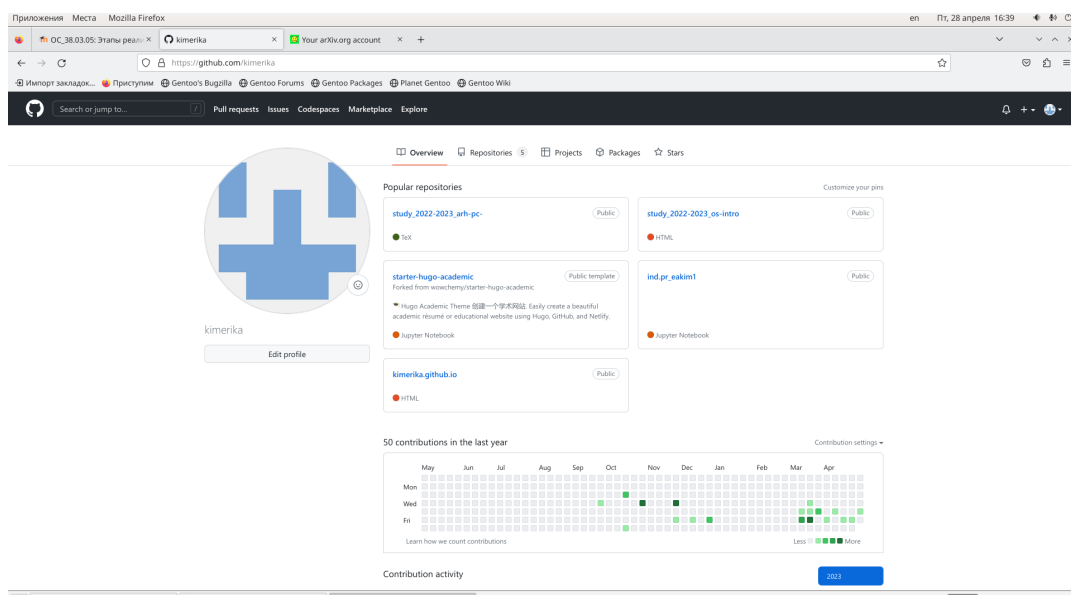 Приложения Места Mozilla Firefox en Пт, 28 апреля 16:39
ОС_38.03.05: Этапы реали × kimerika × Your arXiv.org account × +
https://github.com/kimerika
Импорт закладок... Приступим Gentoo's Bugzilla Gentoo Forums Gentoo Packages Planet Gentoo Gentoo Wiki
Search or jump to... / Pull requests Issues Codespaces Marketplace Explore
Overview Repositories 5 Projects Packages Stars
Popular repositories Customize your pins
study_2022-2023_arh-pc- Public study_2022-2023_os-intro Public
TeX HTML
starter-hugo-academic Public template ind.pr_eakim1 Public
Forked from wowchemy/starter-hugo-academic
Hugo Academic Theme 创建一个学术网站. Easily create a beautiful
academic résumé or educational website using Hugo, GitHub, and Netlify.
Jupyter Notebook Jupyter Notebook
kimerika
Edit profile
kimerika.github.io Public
HTML
50 contributions in the last year Contribution settings
May Jun Jul Aug Sep Oct Nov Dec Jan Feb Mar Apr
Mon
Wed
Fri
Learn how we count contributions Less More
Contribution activity 2023